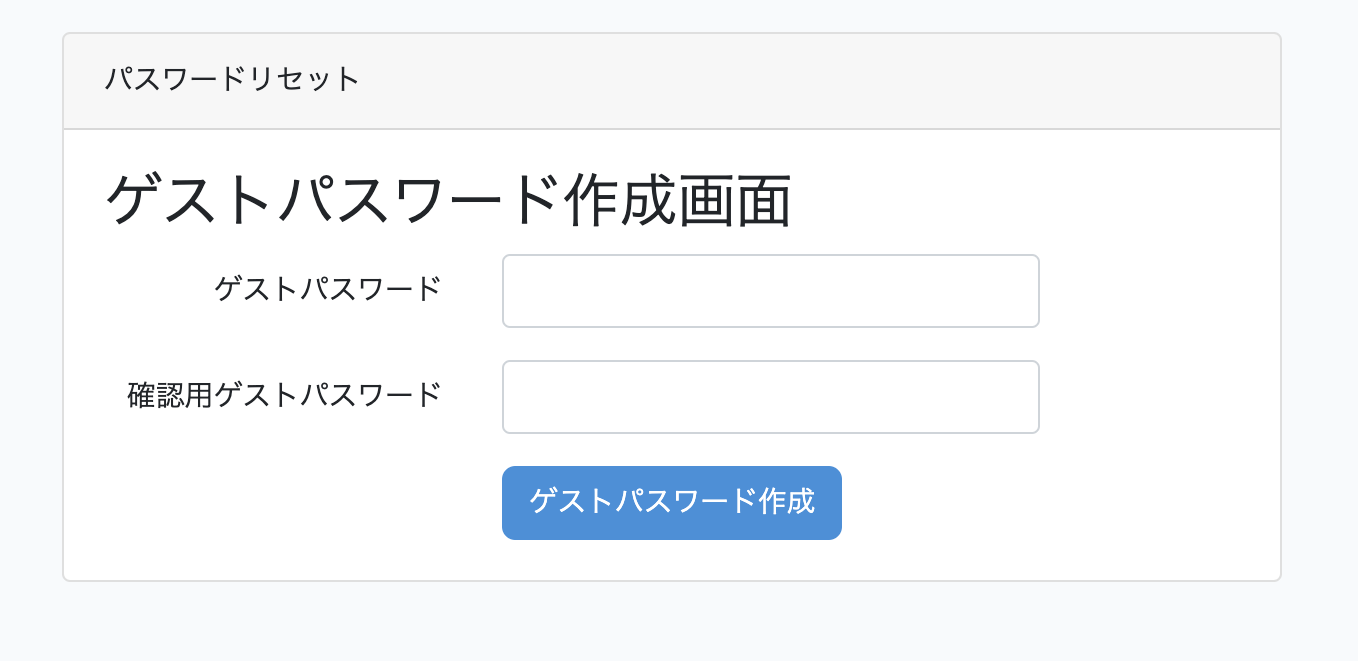 パスワードリセット
ゲストパスワード作成画面
ゲストパスワード
確認用ゲストパスワード
ゲストパスワード作成